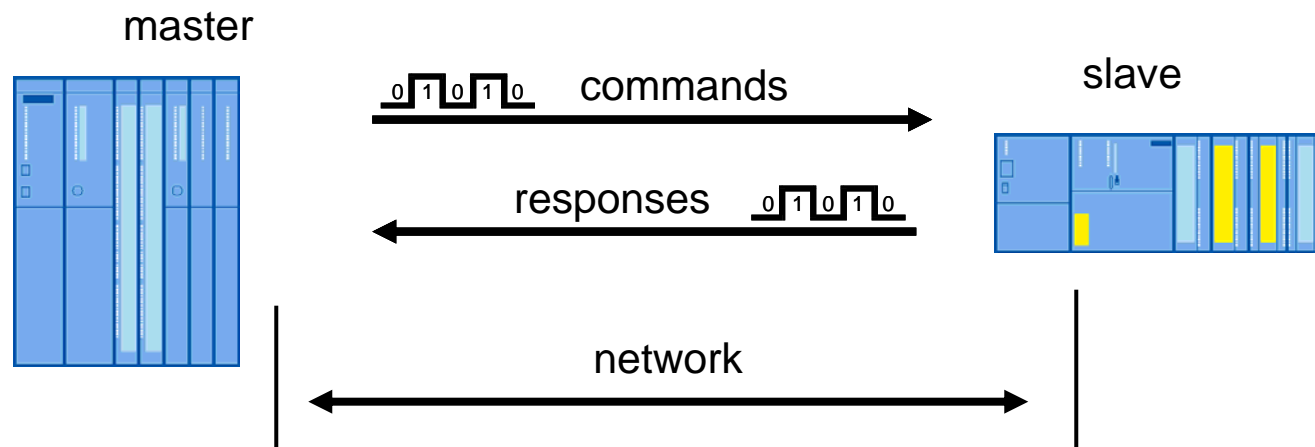 master
0 1 0 1 0
commands
slave
responses
0 1 0 1 0
network